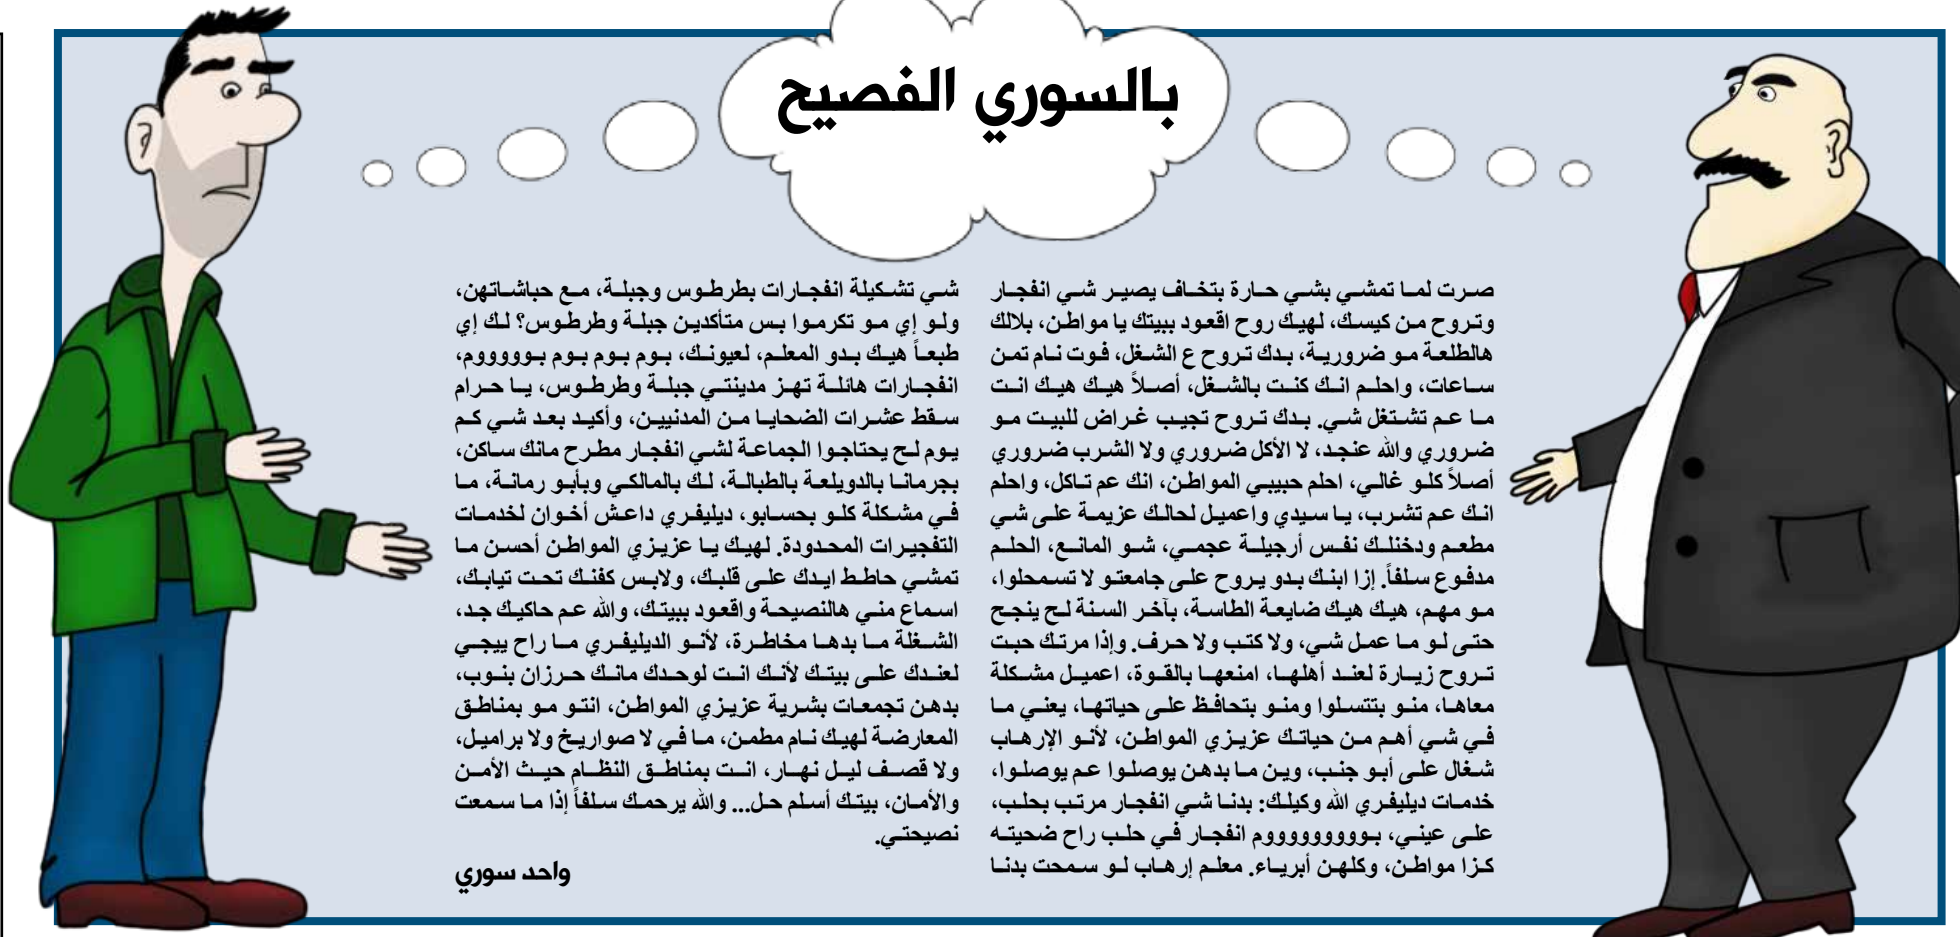 بالسوري الفصيح
صرت لما تمشي بشي حارة بتخاف يصير شي انفجار
وتروح من كيسك، لهيك روح اقعود ببيتك يا مواطن، بلالك
هالطلعة مو ضرورية، بدك تروح ع الشغل، فوت نام تمن
ساعات، واحلم انك كنت بالشغل، أصلاً هيك هيك انت
ما عم تشتغل شي. بدك تروح تجيب غراض للبيت مو
ضروري والله عنجد، لا الأكل ضروري ولا الشرب ضروري
أصلاً كلو غالي، احلم حبيبي المواطن، انك عم تاكل، واحلم
انك عم تشرب، يا سيدي واعميل لحالك عزيمة على شي
مطعم ودخنلك نفس أرجيلة عجمي، شو المانع، الحلم
مدفوع سلفاً. إزا ابنك بدو يروح على جامعتو لا تسمحلوا،
مو مهم، هيك هيك ضايعة الطاسة، بآخر السنة لح ينجح
حتى لو ما عمل شي، ولا كتب ولا حرف. وإذا مرتك حبت
تروح زيارة لعند أهلها، امنعها بالقوة، اعميل مشكلة
معاها، منو بتتسلوا ومنو بتحافظ على حياتها، يعني ما
في شي أهم من حياتك عزيزي المواطن، لأنو الإرهاب
شغال على أبو جنب، وين ما بدهن يوصلوا عم يوصلوا،
خدمات ديليفري الله وكيلك: بدنا شي انفجار مرتب بحلب،
على عيني، بوووووووووم انفجار في حلب راح ضحيته
كزا مواطن، وكلهن أبرياء. معلم إرهاب لو سمحت بدنا
شي تشكيلة انفجارات بطرطوس وجبلة، مع حباشاتهن،
ولو إي مو تكرموا بس متأكدين جبلة وطرطوس؟ لك إي
طبعاً هيك بدو المعلم، لعيونك، بوم بوم بوم بوووووم،
انفجارات هائلة تهز مدينتي جبلة وطرطوس، يا حرام
سقط عشرات الضحايا من المدنيين، وأكيد بعد شي كم
يوم لح يحتاجوا الجماعة لشي انفجار مطرح مانك ساكن،
بجرمانا بالدويلعة بالطبالة، لك بالمالكي وبأبو رمانة، ما
في مشكلة كلو بحسابو، ديليفري داعش أخوان لخدمات
التفجيرات المحدودة. لهيك يا عزيزي المواطن أحسن ما
تمشي حاطط ايدك على قلبك، ولابس كفنك تحت تيابك،
اسماع مني هالنصيحة واقعود ببيتك، والله عم حاكيك جد،
الشغلة ما بدها مخاطرة، لأنو الديليفري ما راح ييجي
لعندك على بيتك لأنك انت لوحدك مانك حرزان بنوب،
بدهن تجمعات بشرية عزيزي المواطن، انتو مو بمناطق
المعارضة لهيك نام مطمن، ما في لا صواريخ ولا براميل،
ولا قصف ليل نهار، انت بمناطق النظام حيث الأمن
والأمان، بيتك أسلم حل... والله يرحمك سلفاً إذا ما سمعت
نصيحتي.
واحد سوري